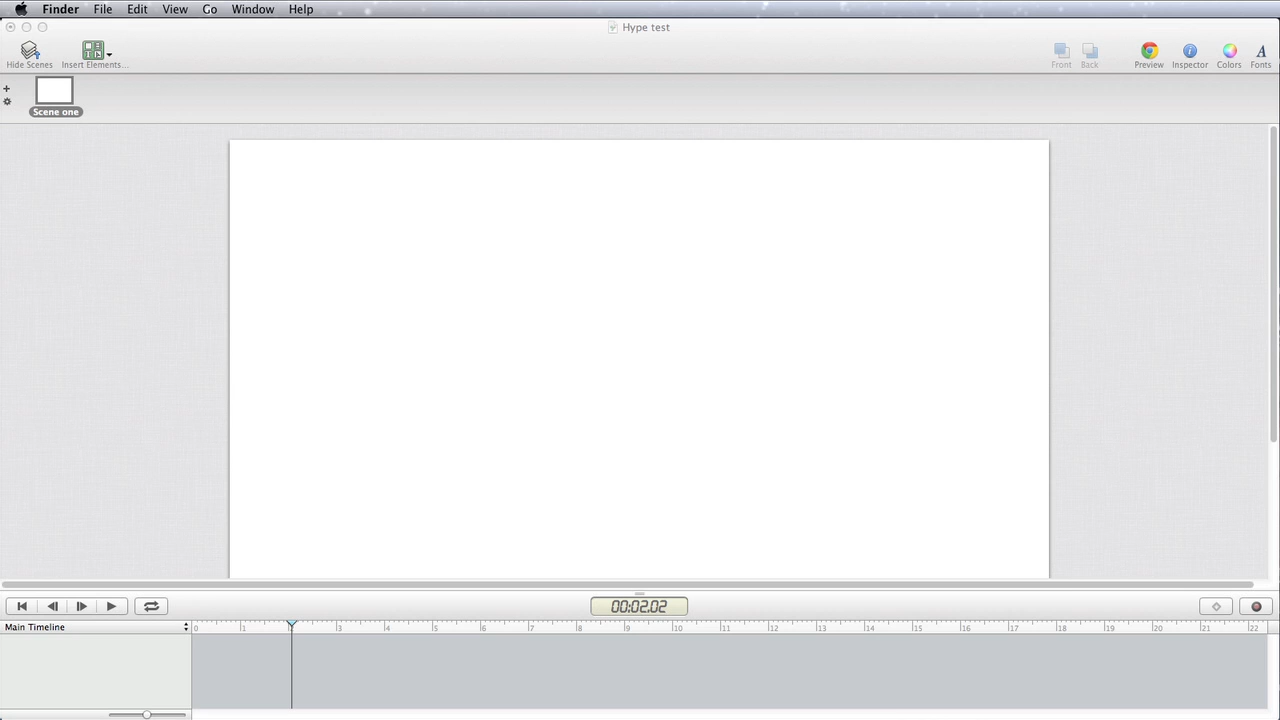 Finder File Edit View Go Window Help
Hype test
Hide Scenes Insert Elements... Front Back Preview Inspector Colors Fonts
Scene one
00:02.02
Main Timeline 0 1 2 3 4 5 6 7 8 9 10 11 12 13 14 15 16 17 18 19 20 21 22